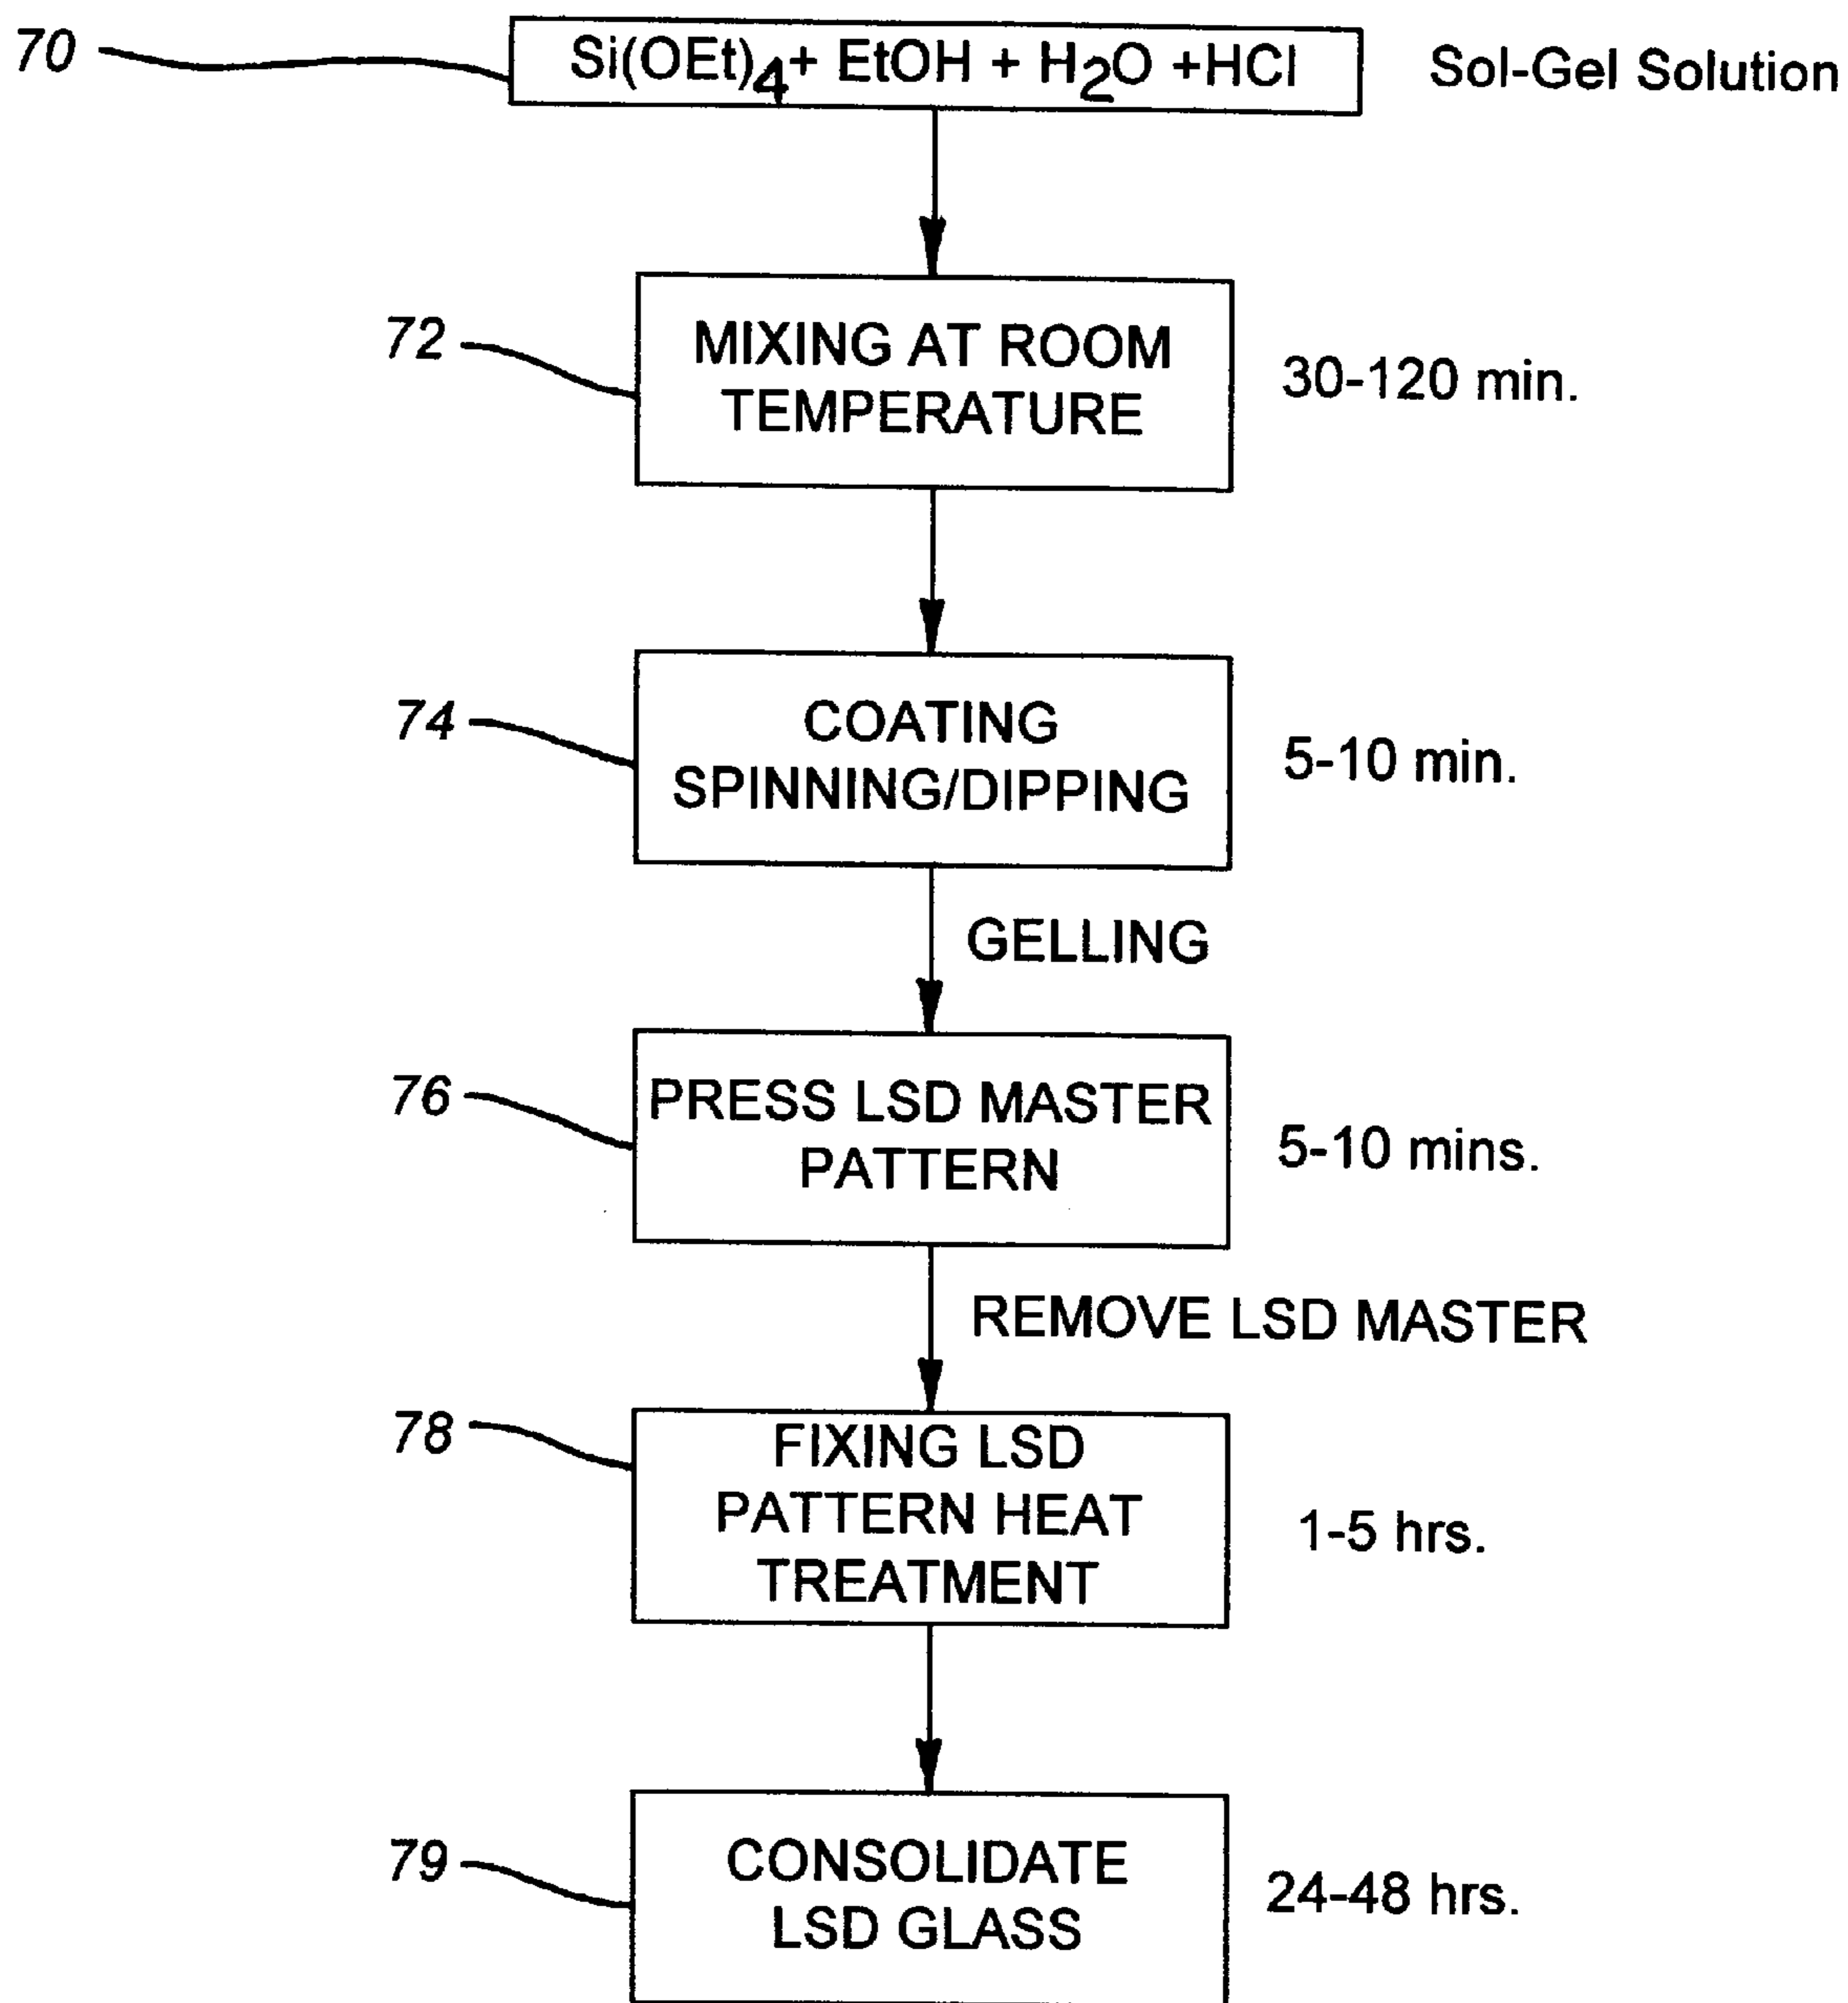 70
Si(OEt)4+ EtOH + H2O +HCl
Sol-Gel Solution
72
MIXING AT ROOM
TEMPERATURE
30-120 min.
74
COATING
SPINNING/DIPPING
5-10 min.
GELLING
76
PRESS LSD MASTER
PATTERN
5-10 mins.
REMOVE LSD MASTER
78
FIXING LSD
PATTERN HEAT
TREATMENT
1-5 hrs.
79
CONSOLIDATE
LSD GLASS
24-48 hrs.